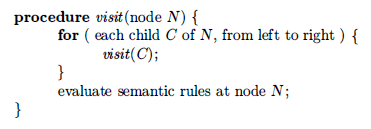 procedure visit(node N) {
for ( each child C of N, from left to right ) {
visit(C);
}
evaluate semantic rules at node N;
}